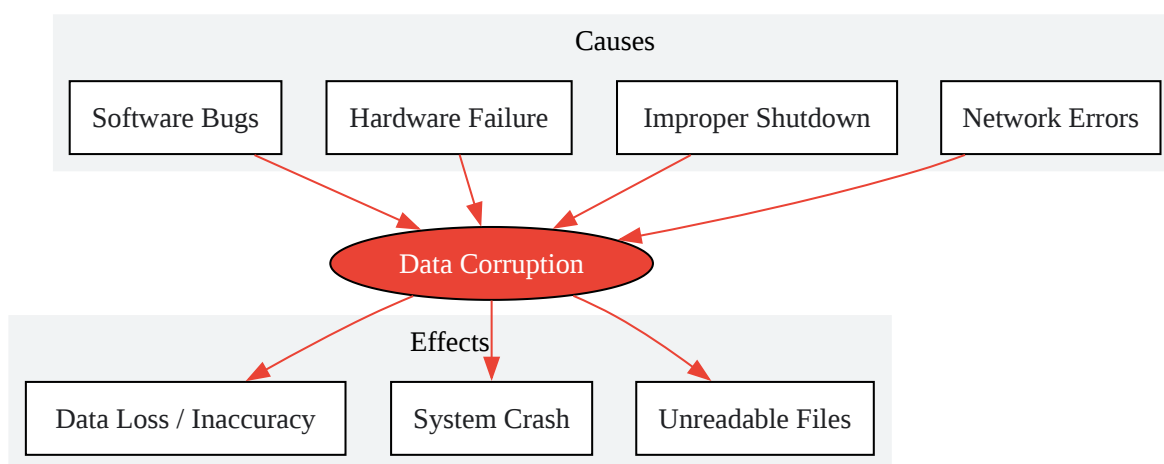 Causes
Software Bugs
Hardware Failure
Improper Shutdown
Network Errors
Data Corruption
Effects
Data Loss / Inaccuracy
System Crash
Unreadable Files